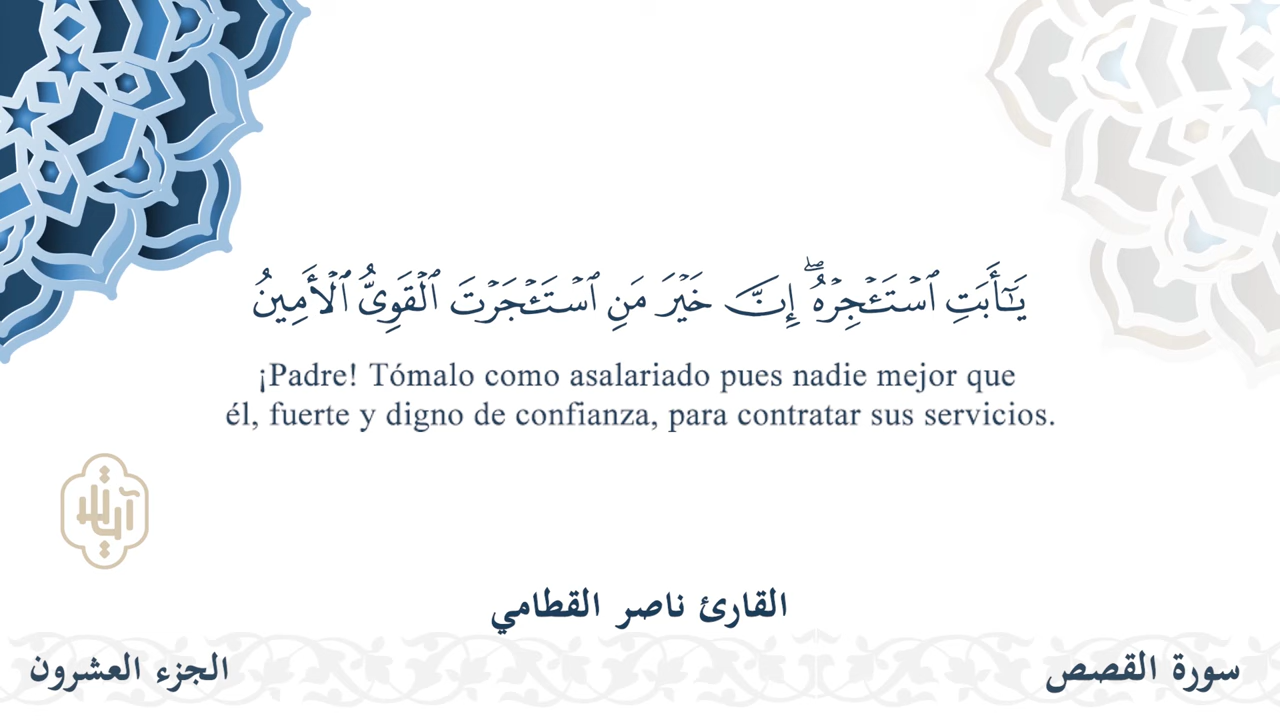 يَـٰٓأَبَتِ ٱسْتَـْٔجِرْهُ ۖ إِنَّ خَيْرَ مَنِ ٱسْتَـْٔجَرْتَ ٱلْقَوِىُّ ٱلْأَمِينُ
¡Padre! Tómalo como asalariado pues nadie mejor que
él, fuerte y digno de confianza, para contratar sus servicios.
القارئ ناصر القطامي
سورة القصص
الجزء العشرون